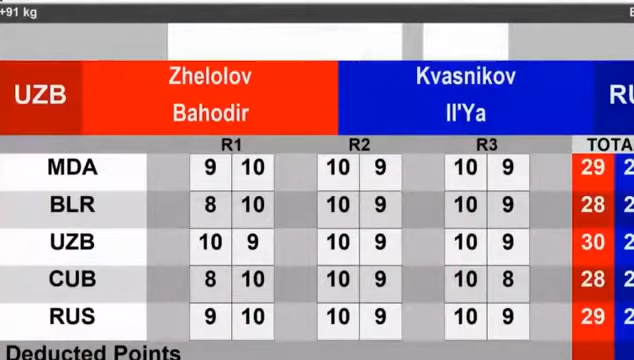 +91 kg
UZB Zhelolov Kvasnikov
Bahodir Il'Ya
R1 R2 R3
MDA 9 10 10 9 10 9 29
BLR 8 10 10 9 10 9 28
UZB 10 9 10 9 10 9 30
CUB 8 10 10 9 10 8 28
RUS 9 10 10 9 10 9 29
Deducted Points